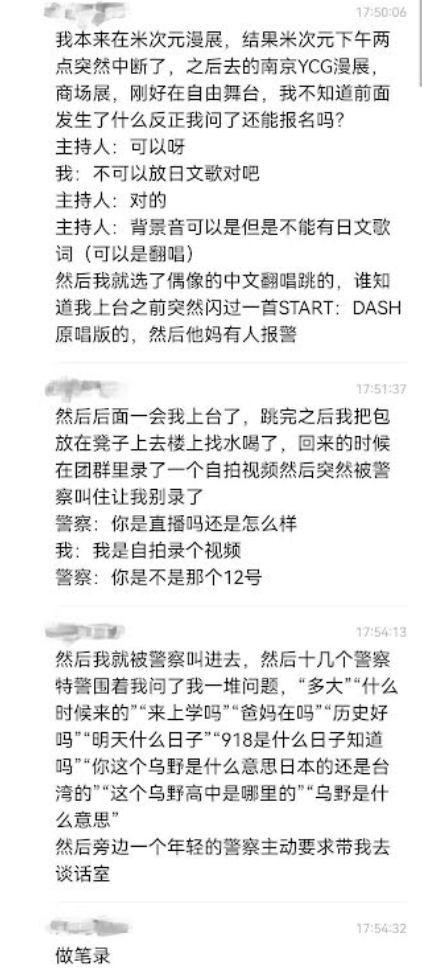 17:50:06
我本来在米次元漫展，结果米次元下午两
点突然中断了，之后去的南京YCG漫展，
商场展，刚好在自由舞台，我不知道前面
发生了什么反正我问了还能报名吗？
主持人：可以呀
我：不可以放日文歌对吧
主持人：对的
主持人：背景音可以是但是不能有日文歌
词（可以是翻唱）
然后我就选了偶像的中文翻唱跳的，谁知
道我上台之前突然闪过一首START：DASH
原唱版的，然后他妈有人报警
17:51:37
然后后面一会我上台了，跳完之后我把包
放在凳子上去楼上找水喝了，回来的时候
在团群里录了一个自拍视频然后突然被警
察叫住让我别录了
警察：你是直播吗还是怎么样
我：我是自拍录个视频
警察：你是不是那个12号
17:54:13
然后我就被警察叫进去，然后十几个警察
特警围着我问了我一堆问题，“多大”“什么
时候来的”“来上学吗”“爸妈在吗”“历史好
吗”“明天什么日子”“918是什么日子知道
吗”“你这个乌野是什么意思日本的还是台
湾的”“这个乌野高中是哪里的”“乌野是什
么意思”
然后旁边一个年轻的警察主动要求带我去
谈话室
17:54:32
做笔录